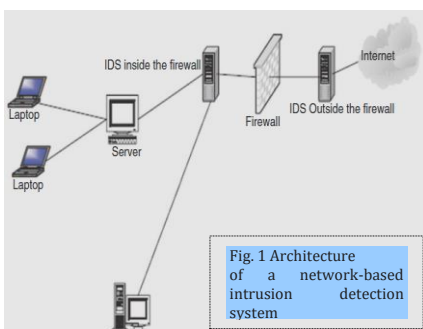 Internet
IDS inside the firewall
IDS Outside the firewall
Laptop
Firewall
Server
Laptop
Fig. 1 Architecture
of a network-based
intrusion detection
system